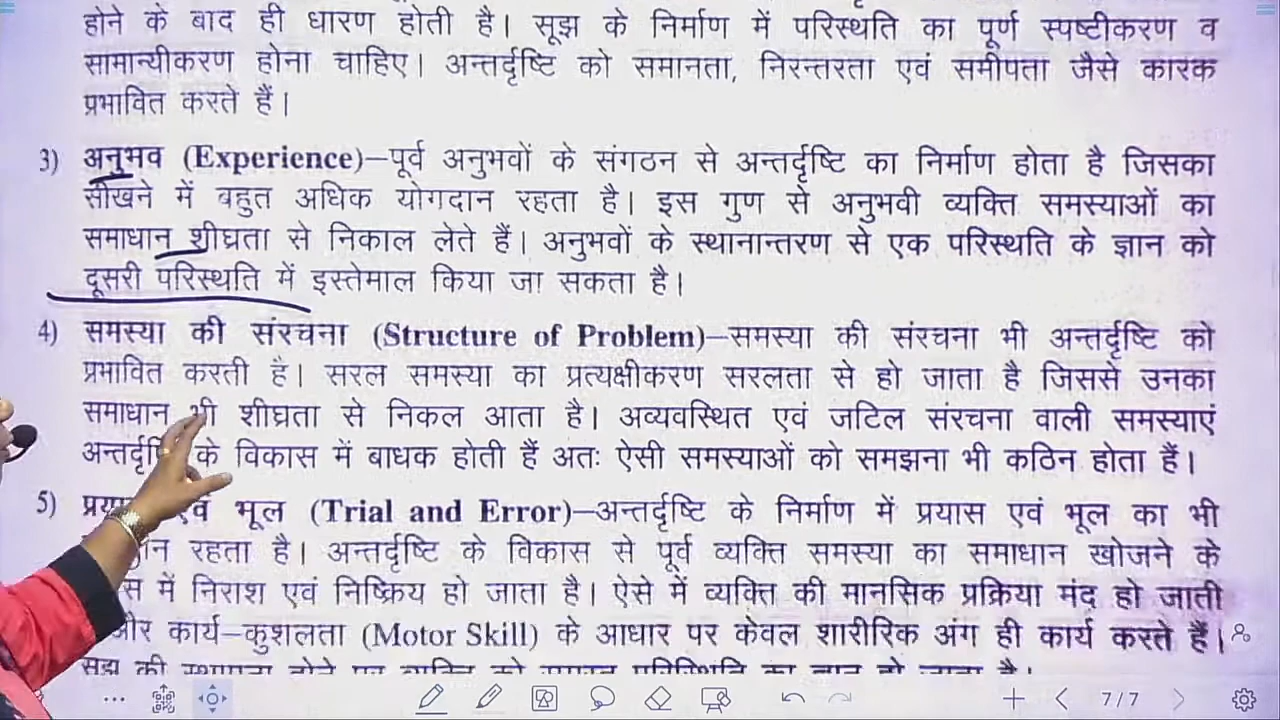 होने के बाद ही धारण होती है। सूझ के निर्माण में परिस्थति का पूर्ण स्पष्टीकरण व
सामान्यीकरण होना चाहिए। अन्तर्दृष्टि को समानता, निरन्तरता एवं समीपता जैसे कारक
प्रभावित करते हैं।
3) अनुभव (Experience)–पूर्व अनुभवों के संगठन से अन्तर्दृष्टि का निर्माण होता है जिसका
सीखने में बहुत अधिक योगदान रहता है। इस गुण से अनुभवी व्यक्ति समस्याओं का
समाधान शीघ्रता से निकाल लेते हैं। अनुभवों के स्थानान्तरण से एक परिस्थति के ज्ञान को
दूसरी परिस्थति में इस्तेमाल किया जा सकता है।
4) समस्या की संरचना (Structure of Problem)–समस्या की संरचना भी अन्तर्दृष्टि को
प्रभावित करती है। सरल समस्या का प्रत्यक्षीकरण सरलता से हो जाता है जिससे उनका
समाधान भी शीघ्रता से निकल आता है। अव्यवस्थित एवं जटिल संरचना वाली समस्याएं
के विकास में बाधक होती हैं अतः ऐसी समस्याओं को समझना भी कठिन होता हैं।
5) एवं भूल (Trial and Error)–अन्तर्दृष्टि के निर्माण में प्रयास एवं भूल का भी
रहता है। अन्तर्दृष्टि के विकास से पूर्व व्यक्ति समस्या का समाधान खोजने के
में निराश एवं निष्क्रिय हो जाता है। ऐसे में व्यक्ति की मानसिक प्रक्रिया मंद हो जाती
और कार्य–कुशलता (Motor Skill) के आधार पर केवल शारीरिक अंग ही कार्य करते हैं।
7/7